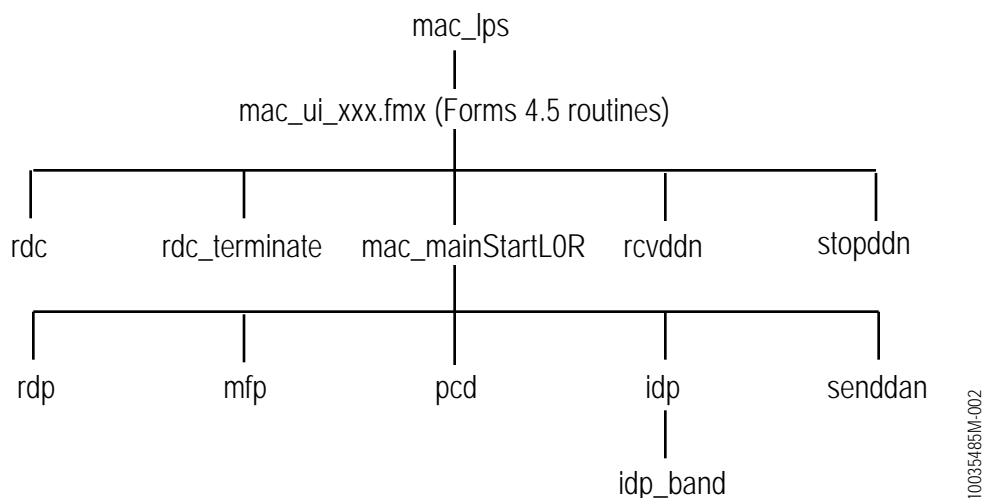 mac_lps
mac_ui_xxx.fmx (Forms 4.5 routines)
rdc rdc_terminate mac_mainStartL0R rcvddn stopddn
rdp mfp pcd idp senddan
idp_band
10035485M-002